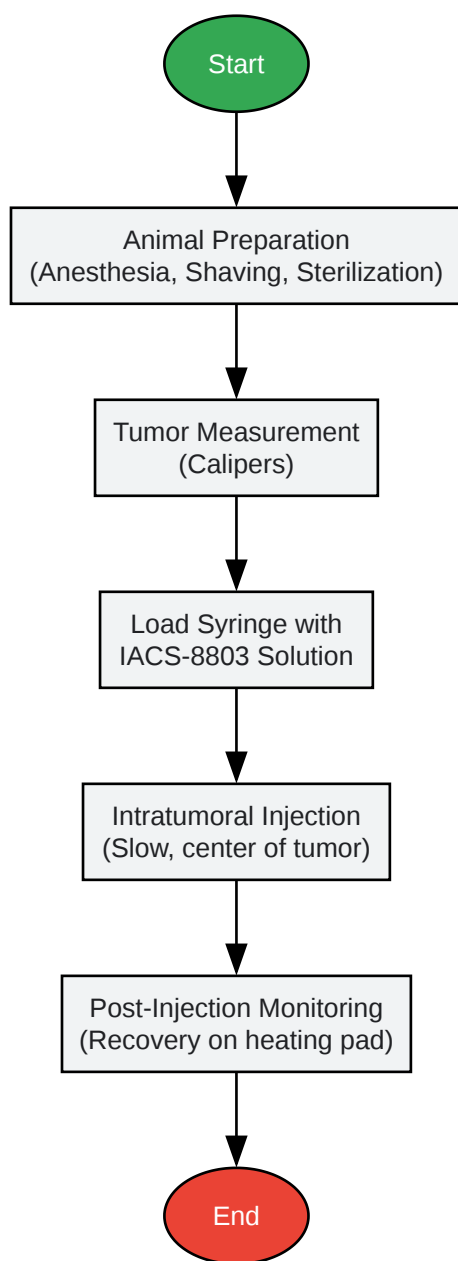 Start
Animal Preparation
(Anesthesia, Shaving, Sterilization)
Tumor Measurement
(Calipers)
Load Syringe with
IACS-8803 Solution
Intratumoral Injection
(Slow, center of tumor)
Post-Injection Monitoring
(Recovery on heating pad)
End